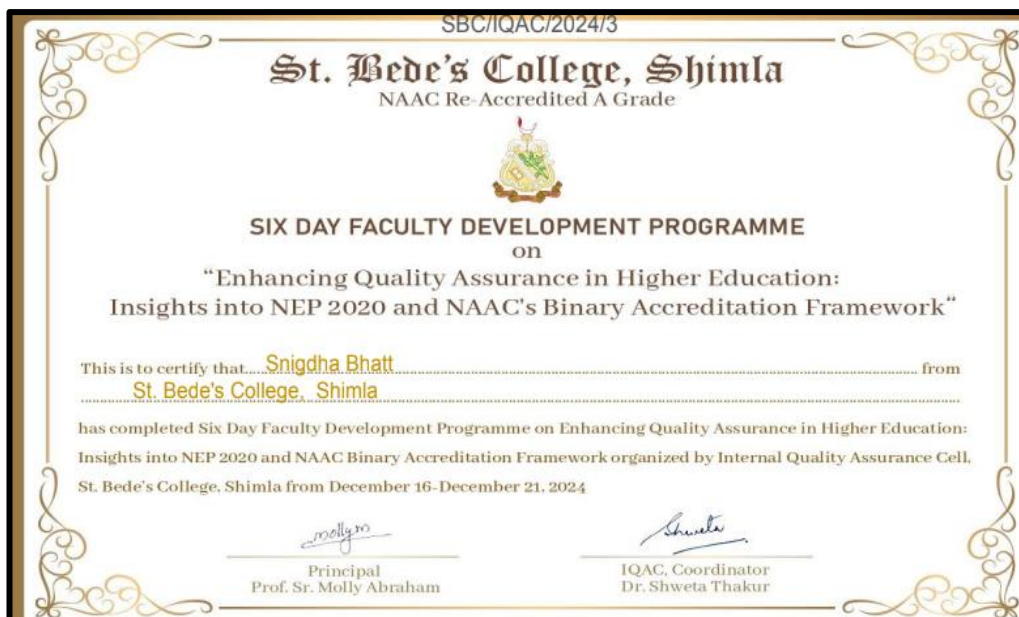 SBC/IQAC/2024/3
St. Bede's College, Shimla
NAAC Re-Accredited A Grade
SIX DAY FACULTY DEVELOPMENT PROGRAMME
on
“Enhancing Quality Assurance in Higher Education:
Insights into NEP 2020 and NAAC's Binary Accreditation Framework“
This is to certify that Snigdha Bhatt from
St. Bede's College, Shimla
has completed Six Day Faculty Development Programme on Enhancing Quality Assurance in Higher Education:
Insights into NEP 2020 and NAAC Binary Accreditation Framework organized by Internal Quality Assurance Cell,
St. Bede's College, Shimla from December 16-December 21, 2024
mollym
Shweta
Principal
Prof. Sr. Molly Abraham
IQAC, Coordinator
Dr. Shweta Thakur